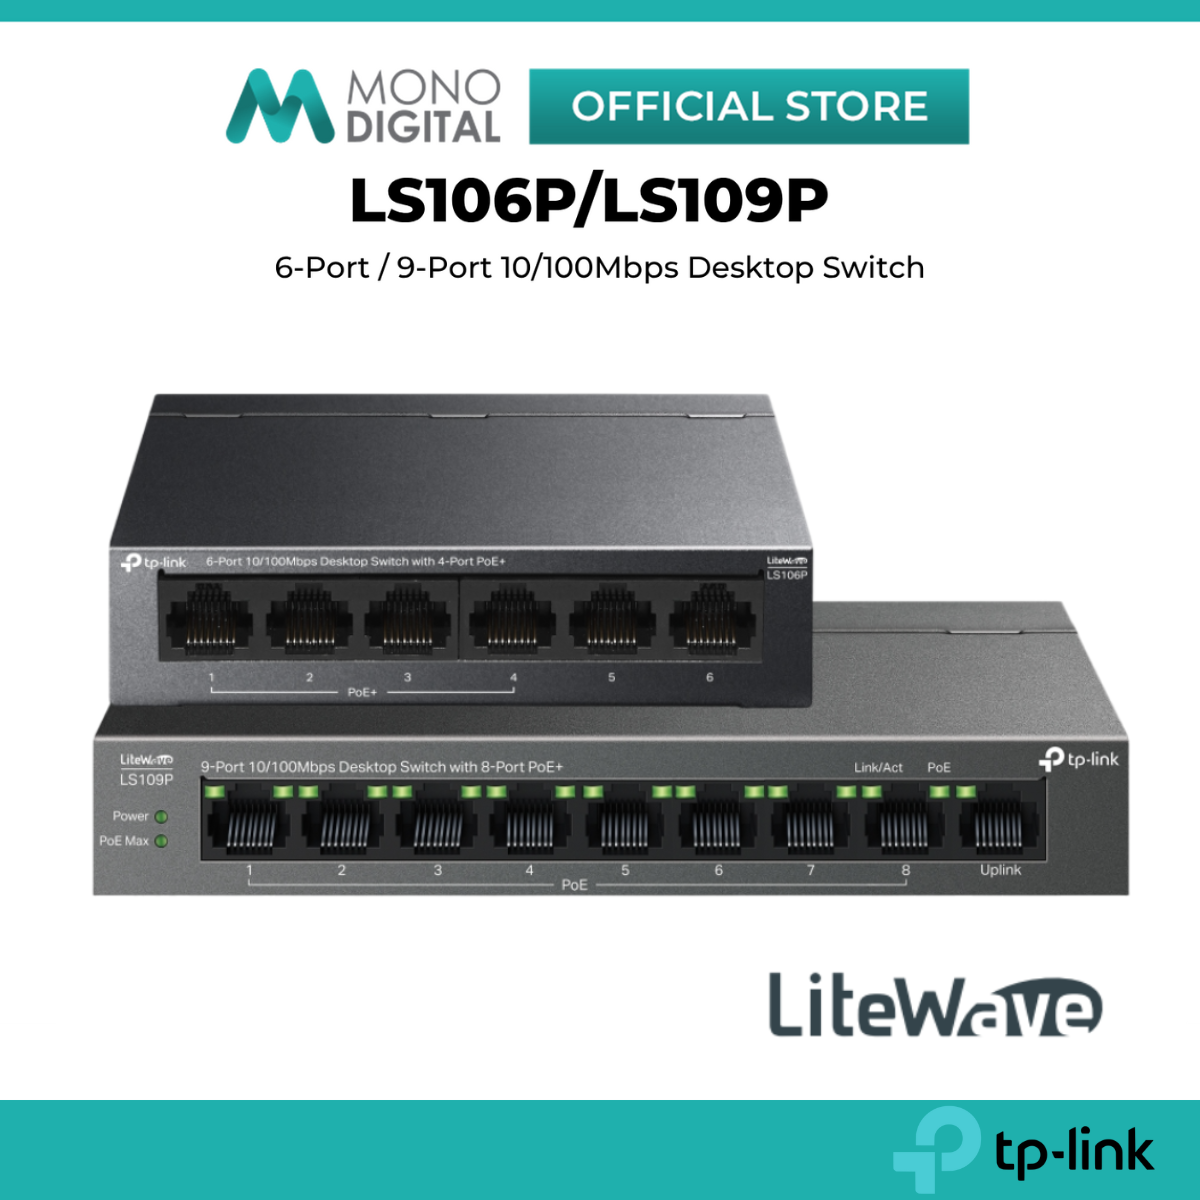 MONO
DIGITAL
OFFICIAL STORE
LS106P/LS109P
6-Port / 9-Port 10/100Mbps Desktop Switch
tp-link
6-Port 10/100Mbps Desktop Switch with 4-Port PoE+
LiteWave
LS106P
1 2 3 4 5 6
PoE+
LiteWave
LS109P
9-Port 10/100Mbps Desktop Switch with 8-Port PoE+
Link/Act PoE
tp-link
Power
PoE Max
1 2 3 4 5 6 7 8 Uplink
PoE
LiteWave
tp-link